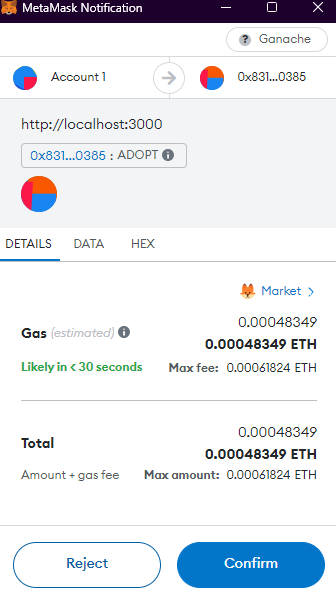 MetaMask Notification
? Ganache
Account 1
0x831...0385
http://localhost:3000
0x831...0385 : ADOPT i
DETAILS DATA HEX
Market >
0.00048349
Gas (estimated) i 0.00048349 ETH
Likely in < 30 seconds Max fee: 0.00061824 ETH
0.00048349
Total 0.00048349 ETH
Amount + gas fee Max amount: 0.00061824 ETH
Reject Confirm